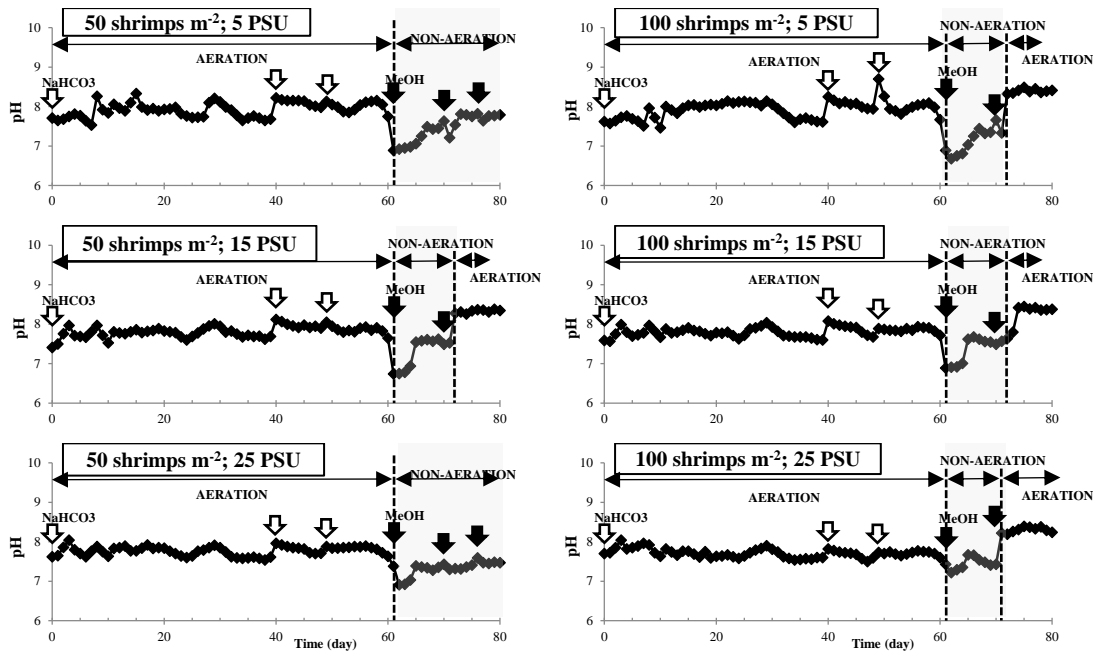 50 shrimps m⁻²; 5 PSU
NON-AERATION
AERATION
NaHCO3
MeOH
pH
10
9
8
7
6
0 20 40 60 80
100 shrimps m⁻²; 5 PSU
NON-AERATION
AERATION
AERATION
NaHCO3
MeOH
pH
10
9
8
7
6
0 20 40 60 80
50 shrimps m⁻²; 15 PSU
NON-AERATION
AERATION
AERATION
NaHCO3
MeOH
pH
10
9
8
7
6
0 20 40 60 80
100 shrimps m⁻²; 15 PSU
NON-AERATION
AERATION
AERATION
NaHCO3
MeOH
pH
10
9
8
7
6
0 20 40 60 80
50 shrimps m⁻²; 25 PSU
NON-AERATION
AERATION
NaHCO3
MeOH
pH
10
9
8
7
6
0 20 40 60 80
Time (day)
100 shrimps m⁻²; 25 PSU
NON-AERATION
AERATION
AERATION
NaHCO3
MeOH
pH
10
9
8
7
6
0 20 40 60 80
Time (day)